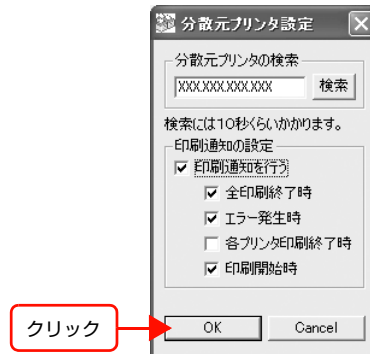 分散元プリンタ設定
分散元プリンタの検索
XXX.XXX.XXX.XXX 検索
検索には10秒くらいかかります。
印刷通知の設定
印刷通知を行う
全印刷終了時
エラー発生時
各プリンタ印刷終了時
印刷開始時
クリック
OK Cancel